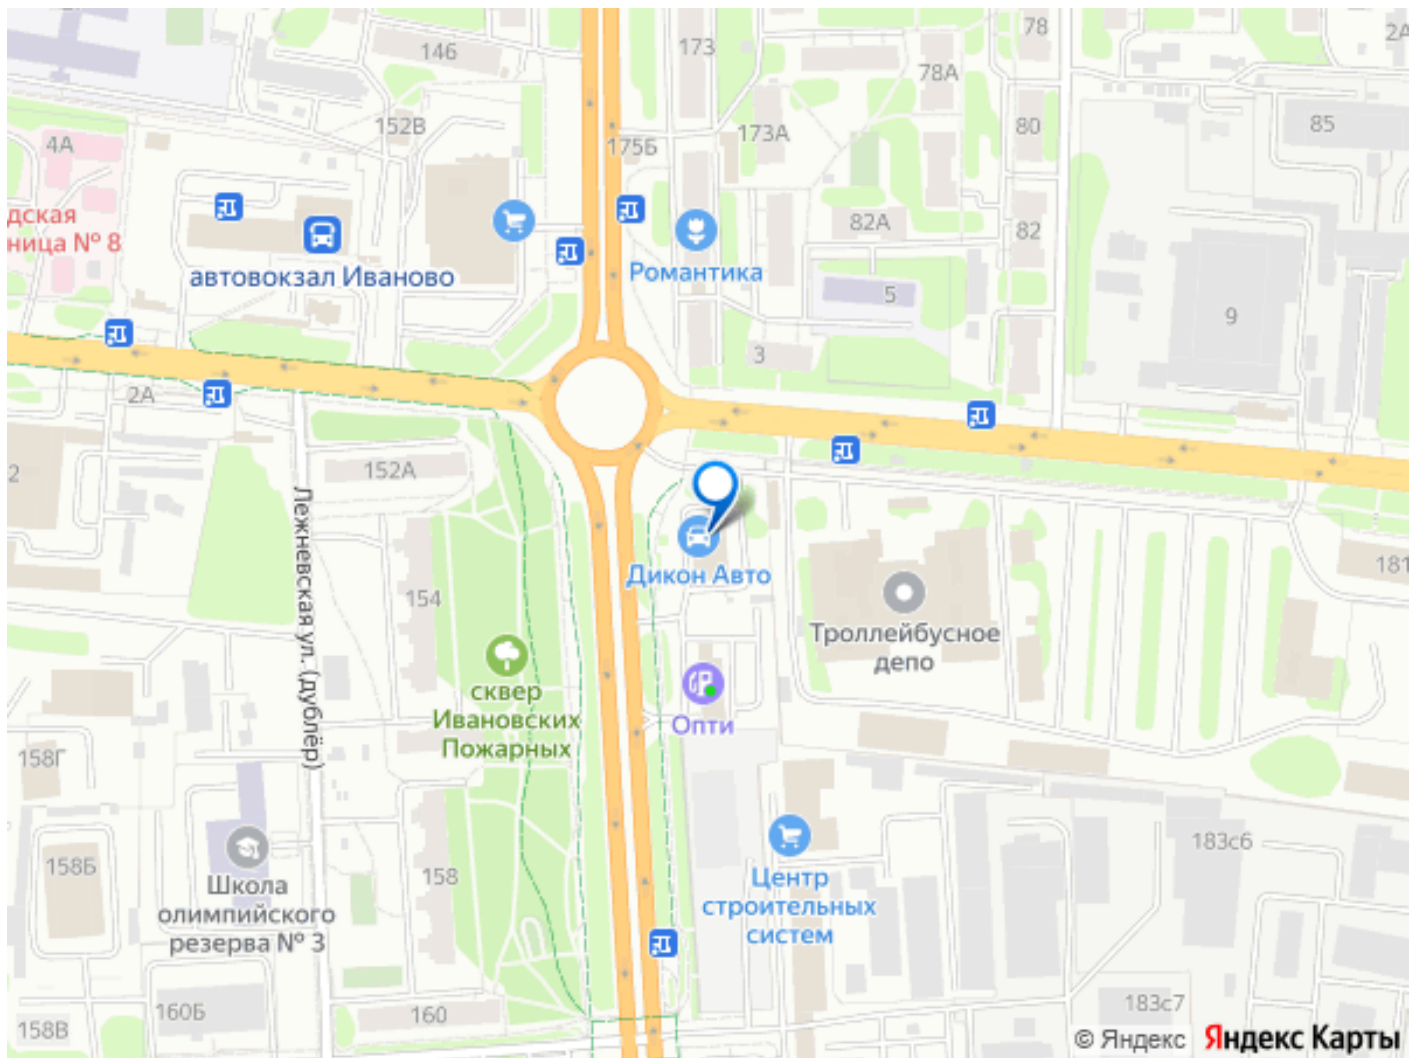 146
173
78
2А
78А
152В
4А
175Б
173А
80
85
дская
ница № 8
82А
82
автовокзал Иваново
Романтика
5
9
3
2А
152А
2
Лежневская ул. (дублёр)
Дикон Авто
181
154
Троллейбусное
депо
сквер
Ивановских
Пожарных
Опти
158Г
183с6
158Б
Школа
олимпийского
резерва № 3
158
Центр
строительных
систем
160Б
158В
160
183с7
© Яндекс Яндекс Карты